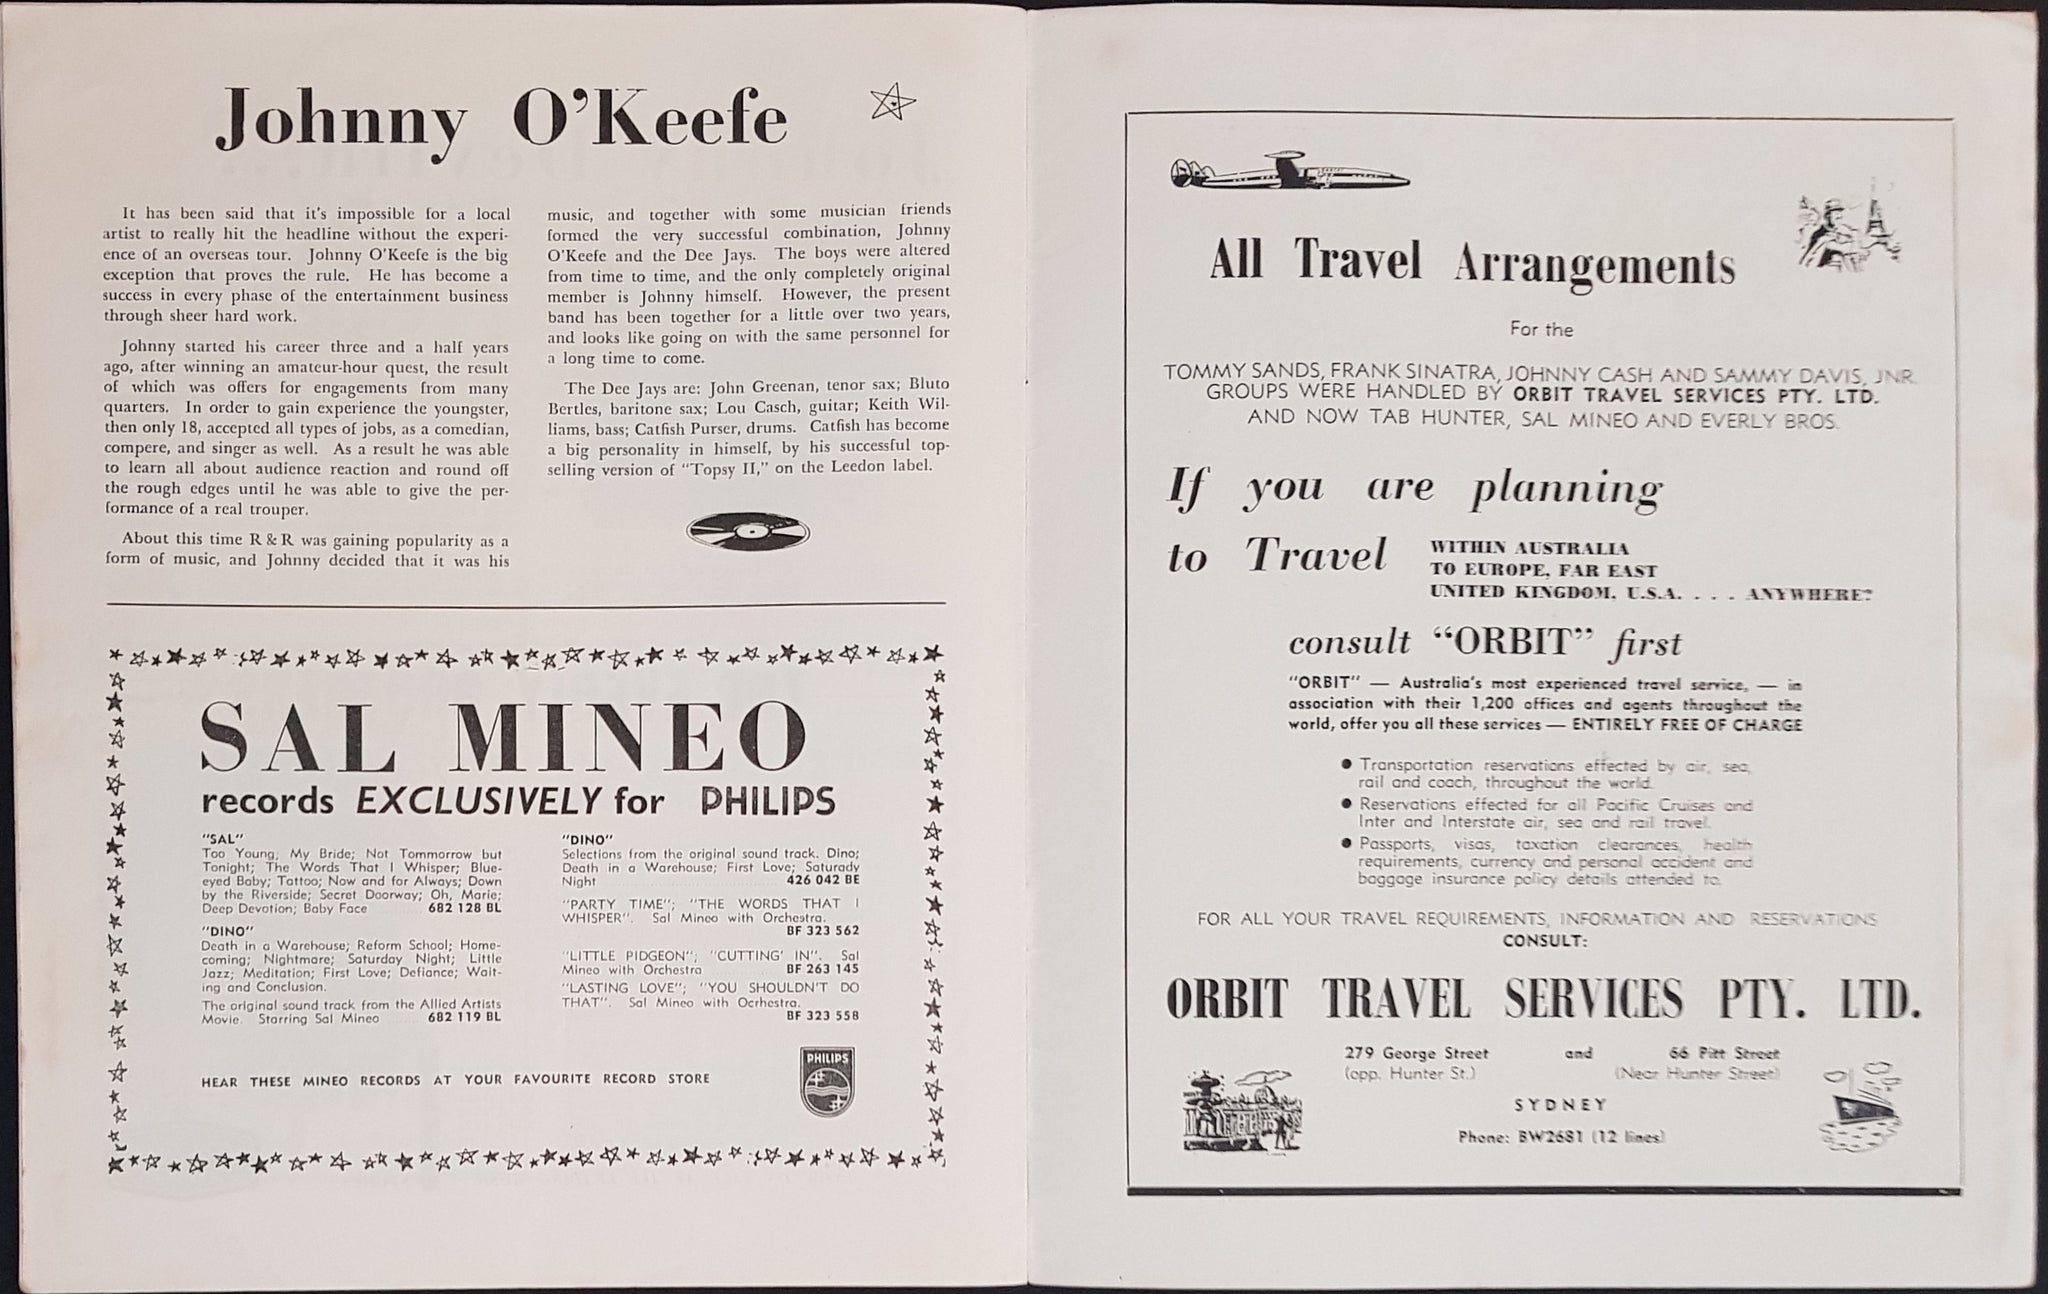 Johnny O'Keefe
It has been said that it's impossible for a local
artist to really hit the headline without the experi-
ence of an overseas tour. Johnny O'Keefe is the big
exception that proves the rule. He has become a
success in every phase of the entertainment business
through sheer hard work.
Johnny started his career three and a half years
ago, after winning an amateur-hour quest, the result
of which was offers for engagements from many
quarters. In order to gain experience the youngster,
then only 18, accepted all types of jobs, as a comedian,
compere, and singer as well. As a result he was able
to learn all about audience reaction and round off
the rough edges until he was able to give the per-
formance of a real trouper.
About this time R & R was gaining popularity as a
form of music, and Johnny decided that it was his
music, and together with some musician friends
formed the very successful combination, Johnny
O'Keefe and the Dee Jays. The boys were altered
from time to time, and the only completely original
member is Johnny himself. However, the present
band has been together for a little over two years,
and looks like going on with the same personnel for
a long time to come.
The Dee Jays are: John Greenan, tenor sax; Bluto
Bertles, baritone sax; Lou Casch, guitar; Keith Wil-
liams, bass; Catfish Purser, drums. Catfish has become
a big personality in himself, by his successful top-
selling version of "Topsy II," on the Leedon label.
SAL MINEO
records EXCLUSIVELY for PHILIPS
"SAL"
Too Young; My Bride; Not Tommorrow but
Tonight; The Words That I Whisper; Blue-
eyed Baby; Tattoo; Now and for Always; Down
by the Riverside; Secret Doorway; Oh, Marie;
Deep Devotion; Baby Face 682 128 BL
"DINO"
Death in a Warehouse; Reform School; Home-
coming; Nightmare; Saturday Night; Little
Jazz; Meditation; First Love; Defiance; Wait-
ing and Conclusion.
The original sound track from the Allied Artists
Movie. Starring Sal Mineo 682 119 BL
"DINO"
Selections from the original sound track. Dino;
Death in a Warehouse; First Love; Saturady
Night 426 042 BE
"PARTY TIME"; "THE WORDS THAT I
WHISPER". Sal Mineo with Orchestra.
BF 323 562
"LITTLE PIDGEON"; "CUTTING' IN". Sal
Mineo with Orchestra BF 263 145
"LASTING LOVE"; "YOU SHOULDN'T DO
THAT". Sal Mineo with Ocrhestra.
BF 323 558
HEAR THESE MINEO RECORDS AT YOUR FAVOURITE RECORD STORE
PHILIPS
All Travel Arrangements
For the
TOMMY SANDS, FRANK SINATRA, JOHNNY CASH AND SAMMY DAVIS, JNR.
GROUPS WERE HANDLED BY ORBIT TRAVEL SERVICES PTY. LTD.
AND NOW TAB HUNTER, SAL MINEO AND EVERLY BROS.
If you are planning
to Travel
WITHIN AUSTRALIA
TO EUROPE, FAR EAST
UNITED KINGDOM, U.S.A. . . . ANYWHERE?
consult "ORBIT" first
"ORBIT" — Australia's most experienced travel service, — in
association with their 1,200 offices and agents throughout the
world, offer you all these services — ENTIRELY FREE OF CHARGE
● Transportation reservations effected by air, sea,
rail and coach, throughout the world.
● Reservations effected for all Pacific Cruises and
Inter and Interstate air, sea and rail travel.
● Passports, visas, taxation clearances, health
requirements, currency and personal accident and
baggage insurance policy details attended to.
FOR ALL YOUR TRAVEL REQUIREMENTS, INFORMATION AND RESERVATIONS
CONSULT:
ORBIT TRAVEL SERVICES PTY. LTD.
279 George Street and 66 Pitt Street
(opp. Hunter St.) (Near Hunter Street)
SYDNEY
Phone: BW2681 (12 lines)